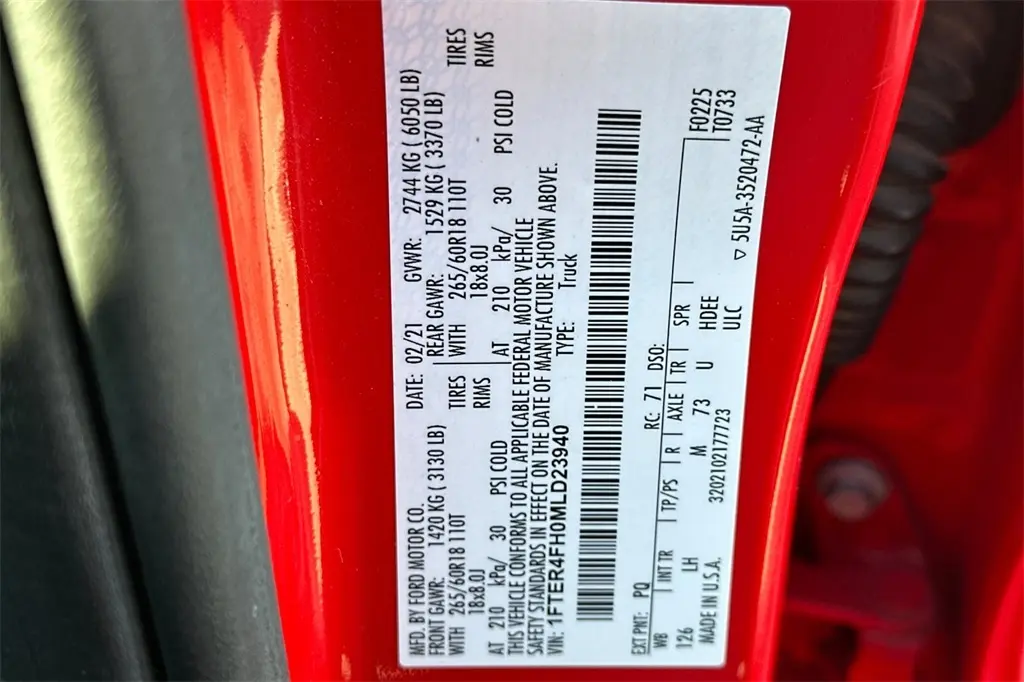 MFD. BY FORD MOTOR CO. DATE: 02/21 GVWR: 2744 KG ( 6050 LB)
FRONT GAWR: 1420 KG ( 3130 LB) REAR GAWR: 1529 KG ( 3370 LB)
WITH 265/60R18 110T TIRES WITH 265/60R18 110T TIRES
18x8.0J RIMS 18x8.0J RIMS
AT 210 kPa/ 30 PSI COLD AT 210 kPa/ 30 PSI COLD
THIS VEHICLE CONFORMS TO ALL APPLICABLE FEDERAL MOTOR VEHICLE
SAFETY STANDARDS IN EFFECT ON THE DATE OF MANUFACTURE SHOWN ABOVE.
VIN: 1FTER4FH0MLD23940 TYPE: Truck
EXT PNT: PQ RC: 71 DSO: F0225
T0733
WB INT TR TP/PS R AXLE TR SPR
126 LH M 73 U HDEE
ULC
MADE IN U.S.A. 3202102177723
▽ 5U5A-3520472-AA